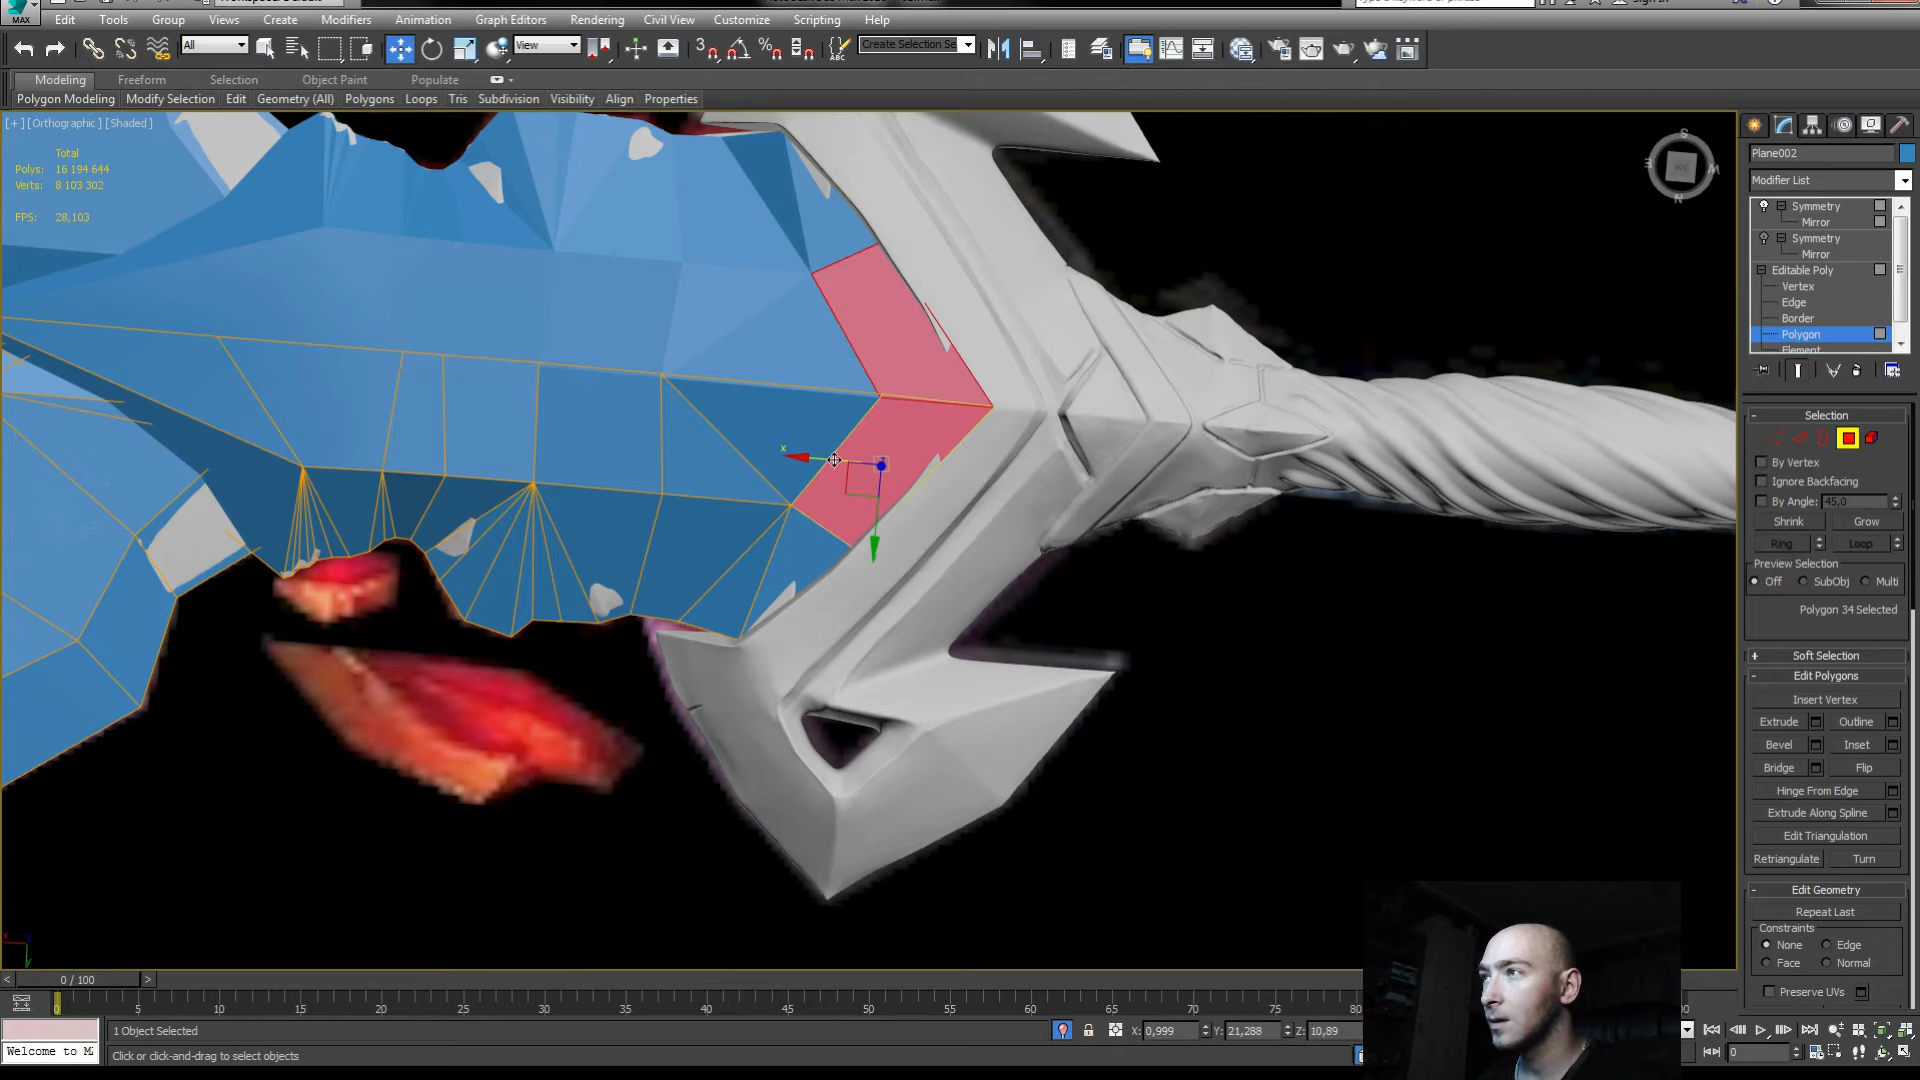 Edit Tools Group Views Create Modifiers Animation Graph Editors Rendering Civil View Customize Scripting Help
MAX
All View Create Selection Se
Modeling Freeform Selection Object Paint Populate
Polygon Modeling Modify Selection Edit Geometry (All) Polygons Loops Tris Subdivision Visibility Align Properties
[+] [Orthographic] [Shaded]
Total
Polys: 16 194 644
Verts: 8 103 302
FPS: 28,103
S
W
N
Plane002
Modifier List
Symmetry
Mirror
Symmetry
Mirror
Editable Poly
Vertex
Edge
Border
Polygon
Element
Selection
By Vertex
Ignore Backfacing
By Angle: 45,0
Shrink Grow
Ring Loop
Preview Selection
Off SubObj Multi
Polygon 34 Selected
Soft Selection
Edit Polygons
Insert Vertex
Extrude Outline
Bevel Inset
Bridge Flip
Hinge From Edge
Extrude Along Spline
Edit Triangulation
Retriangulate Turn
Edit Geometry
Repeat Last
Constraints
None Edge
Face Normal
Preserve UVs
x
x
y
< 0 / 100 >
0 5 10 15 20 25 30 35 40 45 50 55 60 65 70 75 80
1 Object Selected
X: 0,999 Y: 21,288 Z: 10,89
Welcome to M
Click or click-and-drag to select objects
0